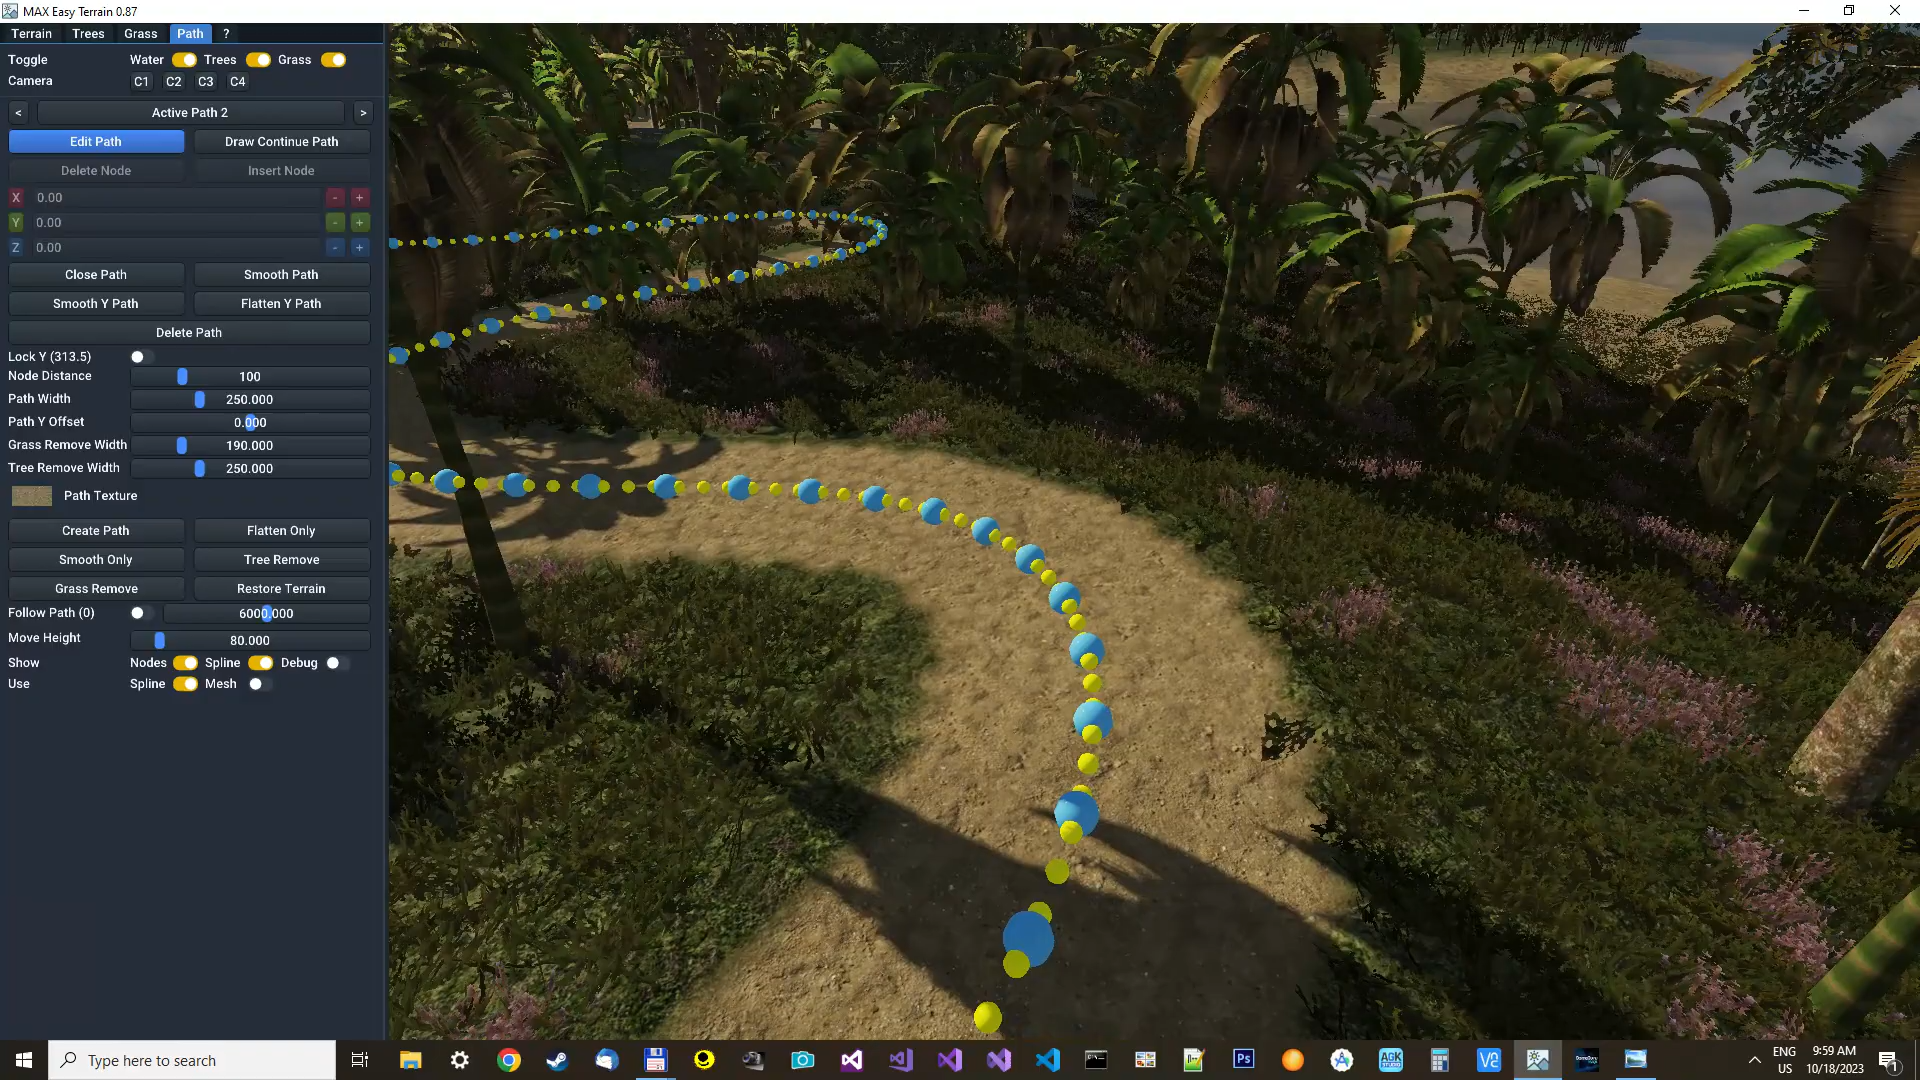 MAX Easy Terrain 0.87
Terrain Trees Grass Path ?
Toggle Water Trees Grass
Camera C1 C2 C3 C4
< Active Path 2 >
Edit Path Draw Continue Path
Delete Node Insert Node
X 0.00 - +
Y 0.00 - +
Z 0.00 - +
Close Path Smooth Path
Smooth Y Path Flatten Y Path
Delete Path
Lock Y (313.5)
Node Distance 100
Path Width 250.000
Path Y Offset 0.000
Grass Remove Width 190.000
Tree Remove Width 250.000
Path Texture
Create Path Flatten Only
Smooth Only Tree Remove
Grass Remove Restore Terrain
Follow Path (0) 6000.000
Move Height 80.000
Show Nodes Spline Debug
Use Spline Mesh
Type here to search
Ps
AGK
ENG
US
9:59 AM
10/18/2023
1